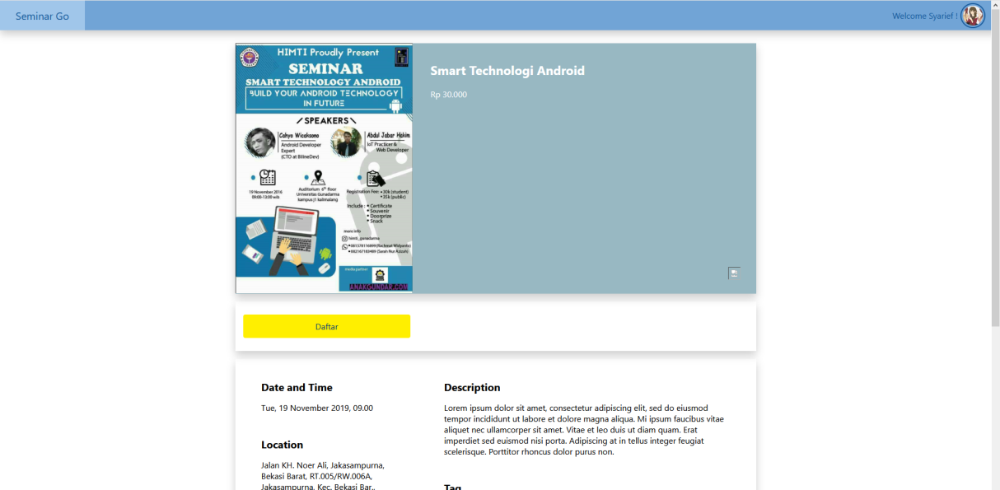 Seminar Go
Welcome Syarief !
HIMTI Proudly Present
SEMINAR
SMART TECHNOLOGY ANDROID
BUILD YOUR ANDROID TECHNOLOGY
IN FUTURE
SPEAKERS
Cahyo Wicaksono
Android Developer
Expert
(CTO at BillneDev)
Abdul Jabar Hakim
IoT Practicer &
Web Developer
19 November 2016
09:00-13:00 wib
Auditorium 6th floor
Universitas Gunadarma
kampus J1 kalimalang
Registration Fee: • 30k (student)
• 35k (public)
Include : • Certificate
• Souvenir
• Doorprize
• Snack
more info
himti_gunadarma
media partner
ANAKGUNDAR.COM
Smart Technologi Android
Rp 30.000
Daftar
Date and Time
Tue, 19 November 2019, 09.00
Location
Jalan KH. Noer Ali, Jakasampurna,
Bekasi Barat, RT.005/RW.006A,
Jakasampurna, Kec. Bekasi Bar.,
Description
Lorem ipsum dolor sit amet, consectetur adipiscing elit, sed do eiusmod
tempor incididunt ut labore et dolore magna aliqua. Mi ipsum faucibus vitae
aliquet nec ullamcorper sit amet. Vitae et leo duis ut diam quam. Erat
imperdiet sed euismod nisi porta. Adipiscing at in tellus integer feugiat
scelerisque. Porttitor rhoncus dolor purus non.
Tag